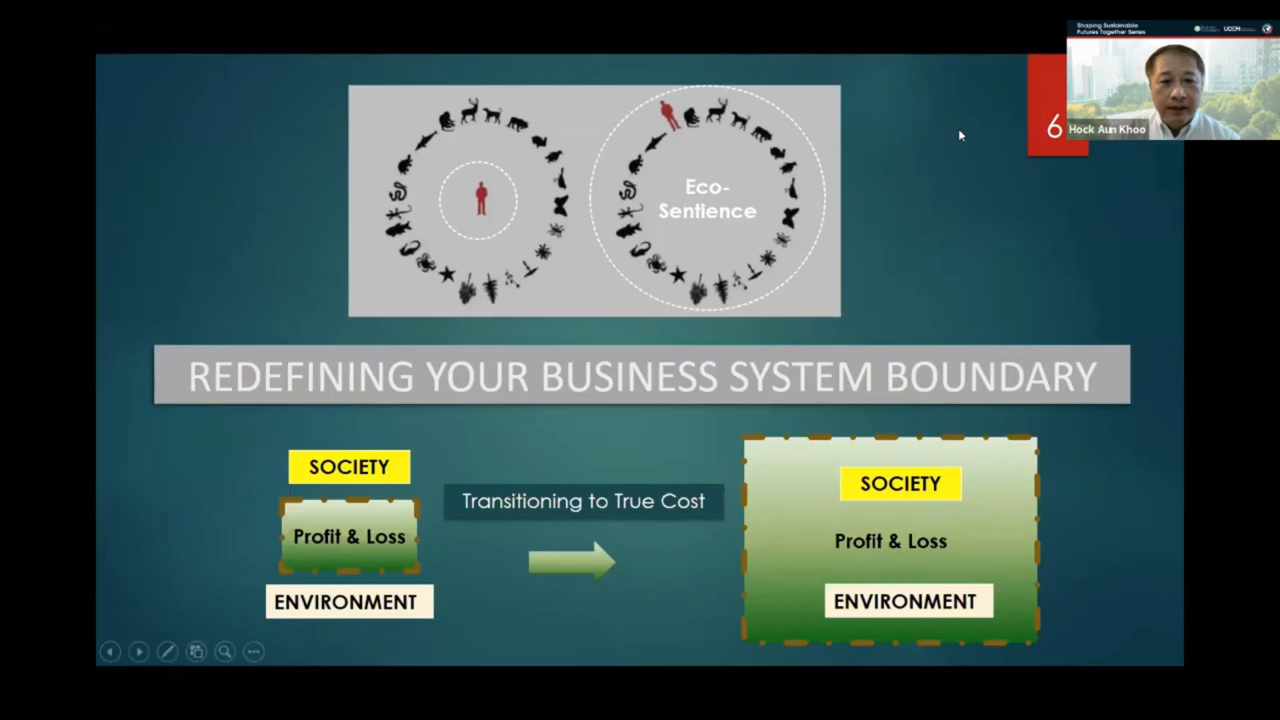 Shaping Sustainable
Futures Together Series
UCEM
6
Hock Aun Khoo
Eco-
Sentience
REDEFINING YOUR BUSINESS SYSTEM BOUNDARY
SOCIETY
Profit & Loss
ENVIRONMENT
Transitioning to True Cost
SOCIETY
Profit & Loss
ENVIRONMENT